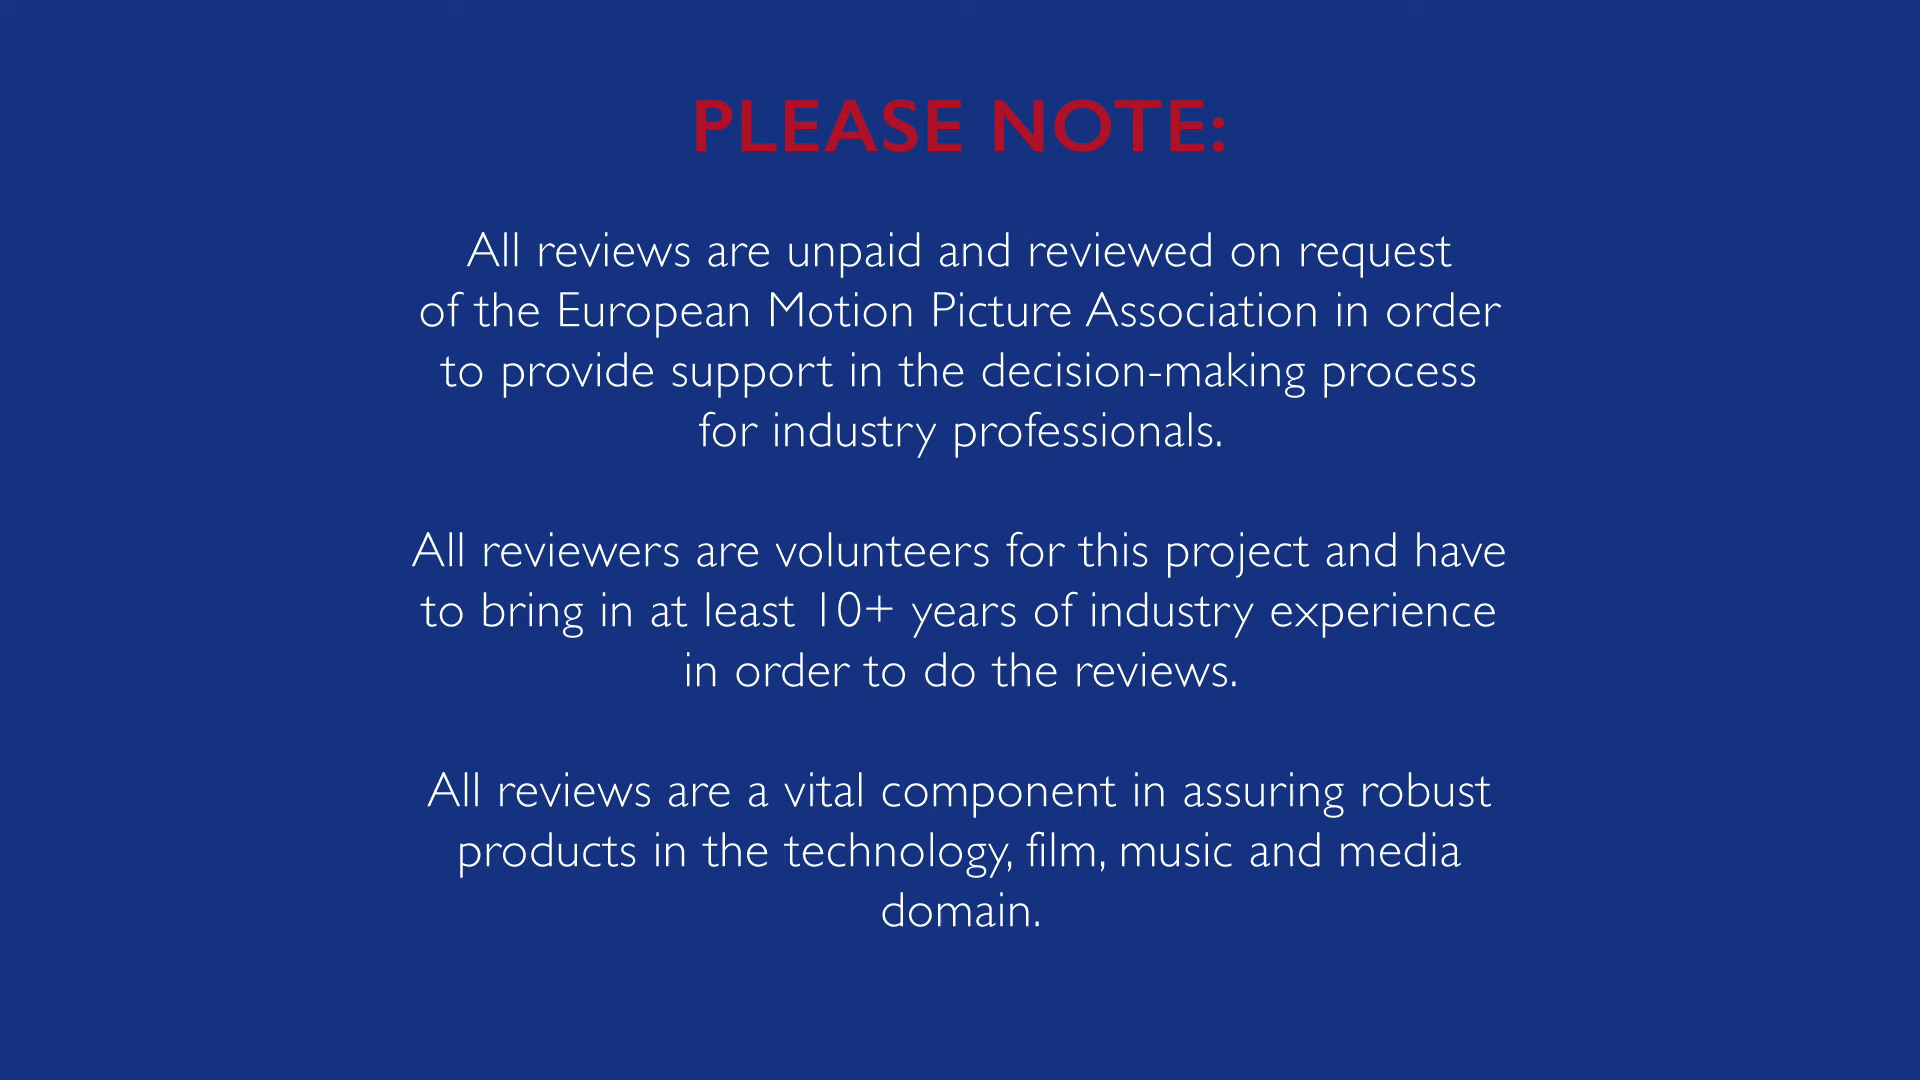 PLEASE NOTE:
All reviews are unpaid and reviewed on request
of the European Motion Picture Association in order
to provide support in the decision-making process
for industry professionals.
All reviewers are volunteers for this project and have
to bring in at least 10+ years of industry experience
in order to do the reviews.
All reviews are a vital component in assuring robust
products in the technology, film, music and media
domain.